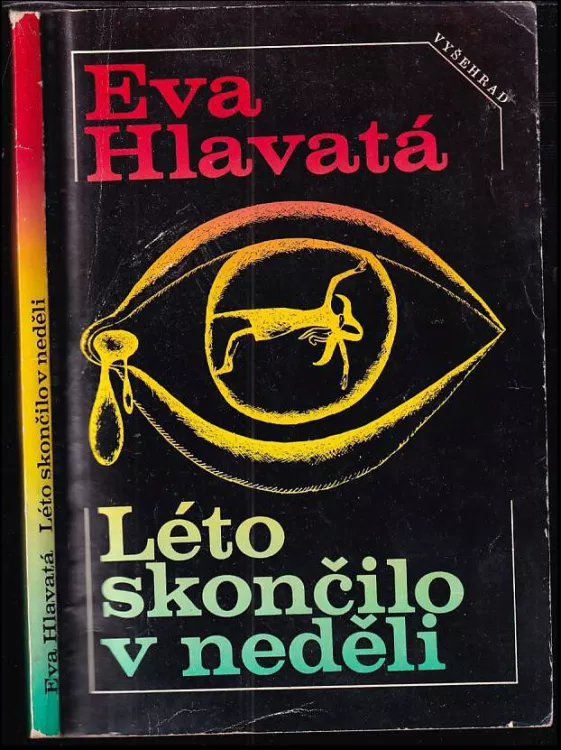 VYŠEHRAD
Eva
Hlavatá
Léto
skončilo
v neděli
Eva Hlavatá Léto skončilo v neděli